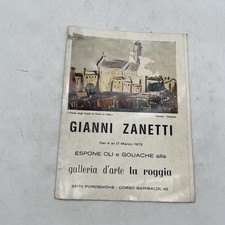 GIANNI ZANETTI
Dal 4 al 17 Marzo 1973
ESPONE OLI e GOUACHE alla
galleria d'arte la roggia
33170 PORDENONE - CORSO GARIBALDI, 45